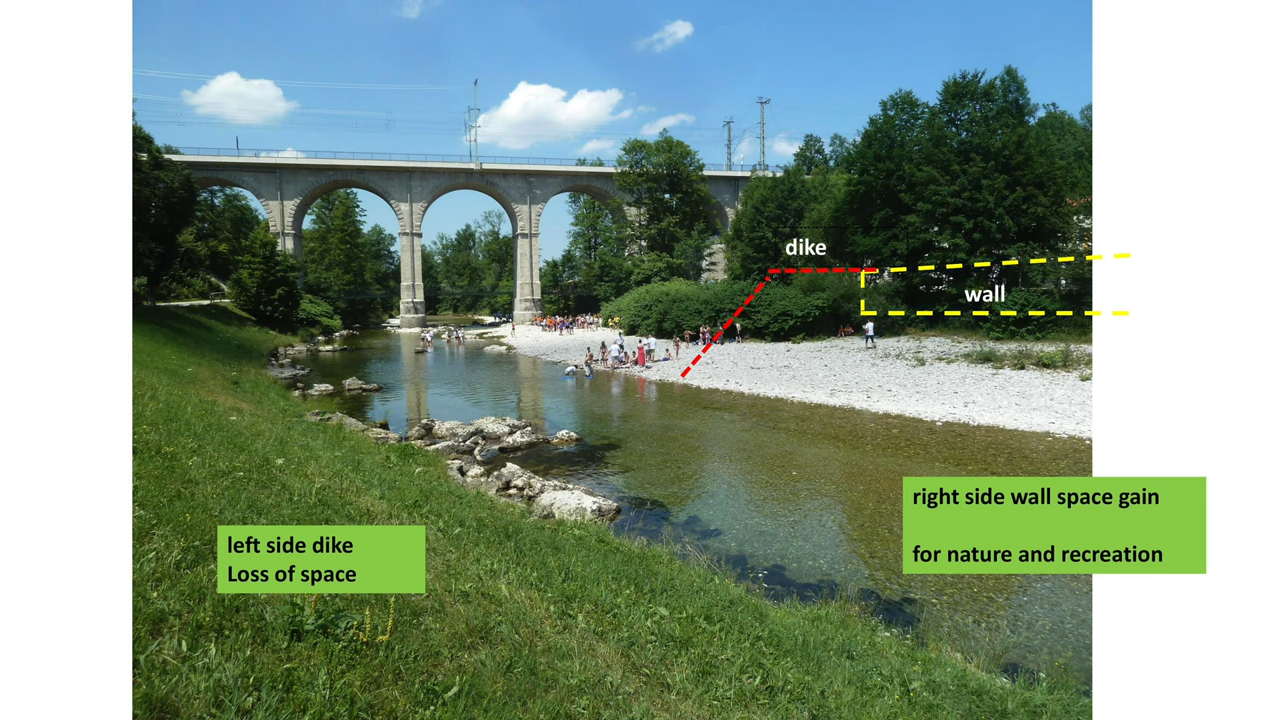 dike
wall
right side wall space gain
for nature and recreation
left side dike
Loss of space